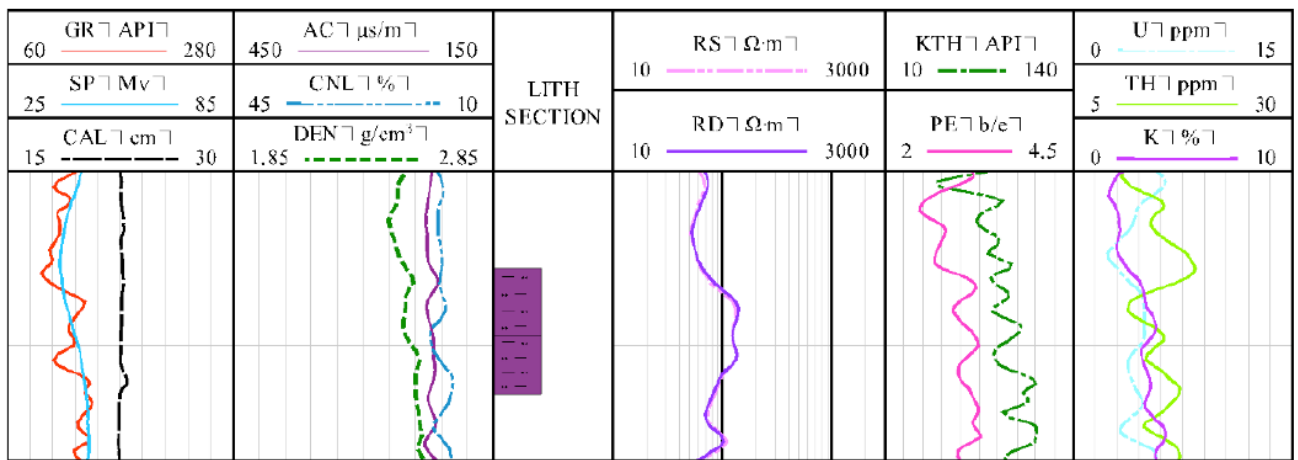 GR┐ API┐
60 280
SP┐ Mv┐
25 85
CAL┐ cm┐
15 30
AC┐ μs/m┐
450 150
CNL┐ %┐
45 10
DEN┐ g/cm³┐
1.85 2.85
LITH
SECTION
RS┐ Ω·m┐
10 3000
RD┐ Ω·m┐
10 3000
KTH┐ API┐
10 140
PE┐ b/e┐
2 4.5
U┐ ppm┐
0 15
TH┐ ppm┐
5 30
K┐ %┐
0 10